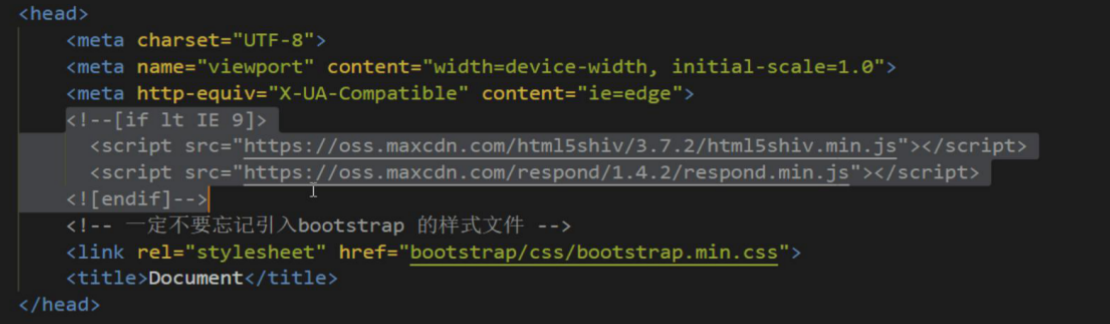 <head>
<meta charset="UTF-8">
<meta name="viewport" content="width=device-width, initial-scale=1.0">
<meta http-equiv="X-UA-Compatible" content="ie=edge">
<!--[if lt IE 9]>
<script src="https://oss.maxcdn.com/html5shiv/3.7.2/html5shiv.min.js"></script>
<script src="https://oss.maxcdn.com/respond/1.4.2/respond.min.js"></script>
<![endif]-->
<!-- 一定不要忘记引入bootstrap 的样式文件 -->
<link rel="stylesheet" href="bootstrap/css/bootstrap.min.css">
<title>Document</title>
</head>